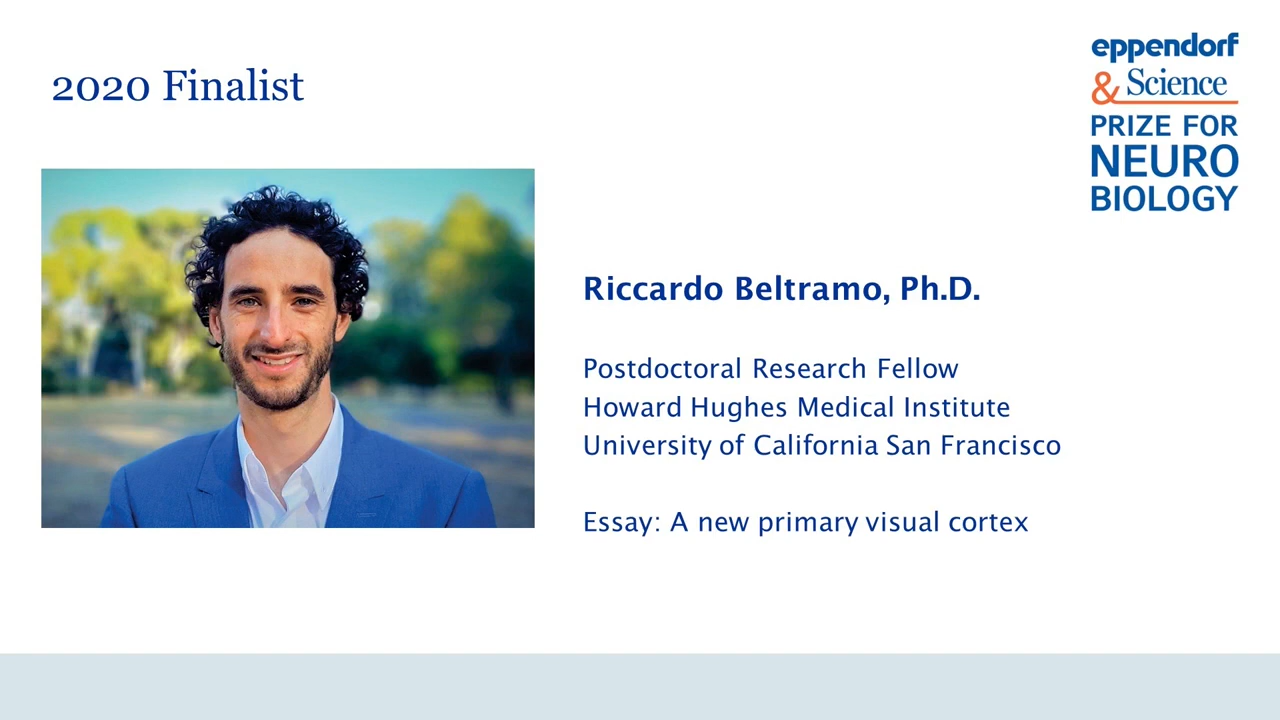 2020 Finalist
eppendorf
& Science
PRIZE FOR
NEURO
BIOLOGY
Riccardo Beltramo, Ph.D.
Postdoctoral Research Fellow
Howard Hughes Medical Institute
University of California San Francisco
Essay: A new primary visual cortex